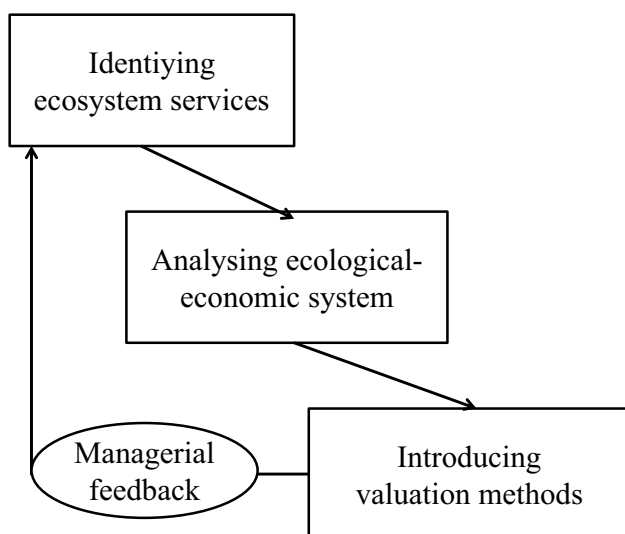 Identiying
ecosystem services
Analysing ecological-
economic system
Managerial
feedback
Introducing
valuation methods